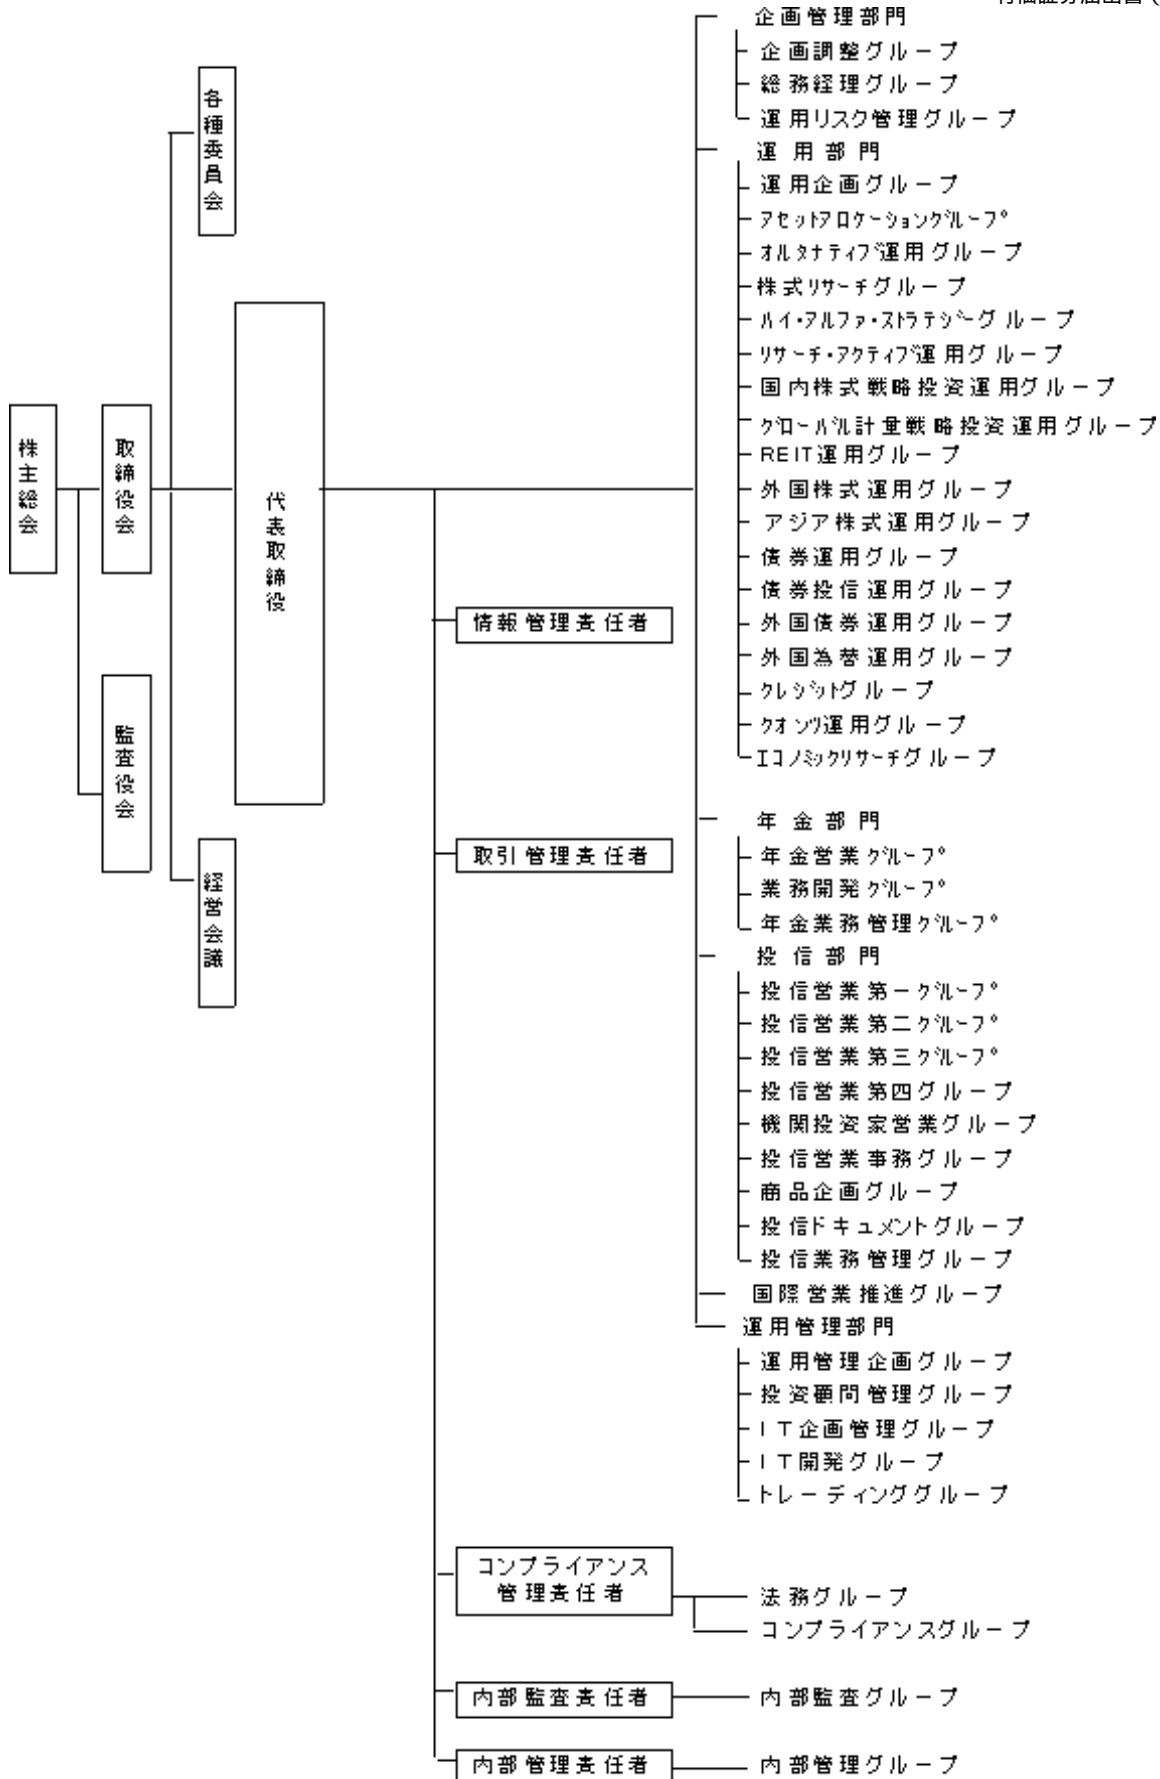 企画管理部門
企画調整グループ
総務経理グループ
運用リスク管理グループ
運用部門
運用企画グループ
ｱｾｯﾄｱﾛｹｰｼｮﾝｸﾞﾙｰﾌﾟ
ｵﾙﾀﾅﾃｨﾌﾞ運用グループ
株式ﾘｻｰﾁグループ
ﾊｲ・ｱﾙﾌｧ・ｽﾄﾗﾃｼﾞｰグループ
ﾘｻｰﾁ・ｱｸﾃｨﾌﾞ運用グループ
国内株式戦略投資運用グループ
ｸﾞﾛｰﾊﾞﾙ計量戦略投資運用グループ
REIT運用グループ
外国株式運用グループ
アジア株式運用グループ
債券運用グループ
債券投信運用グループ
外国債券運用グループ
外国為替運用グループ
ｸﾚｼﾞｯﾄグループ
ｸｵﾝﾂ運用グループ
ｴｺﾉﾐｯｸﾘｻｰﾁグループ
年金部門
年金営業ｸﾞﾙｰﾌﾟ
業務開発ｸﾞﾙｰﾌﾟ
年金業務管理ｸﾞﾙｰﾌﾟ
投信部門
投信営業第一ｸﾞﾙｰﾌﾟ
投信営業第二ｸﾞﾙｰﾌﾟ
投信営業第三ｸﾞﾙｰﾌﾟ
投信営業第四グループ
機関投資家営業グループ
投信営業事務グループ
商品企画グループ
投信ドキュメントグループ
投信業務管理グループ
国際営業推進グループ
運用管理部門
運用管理企画グループ
投資顧問管理グループ
ＩＴ企画管理グループ
ＩＴ開発グループ
トレーディンググループ
各種委員会
株主総会
取締役会
代表取締役
監査役会
経営会議
情報管理責任者
取引管理責任者
コンプライアンス
管理責任者
法務グループ
コンプライアンスグループ
内部監査責任者
内部監査グループ
内部管理責任者
内部管理グループ